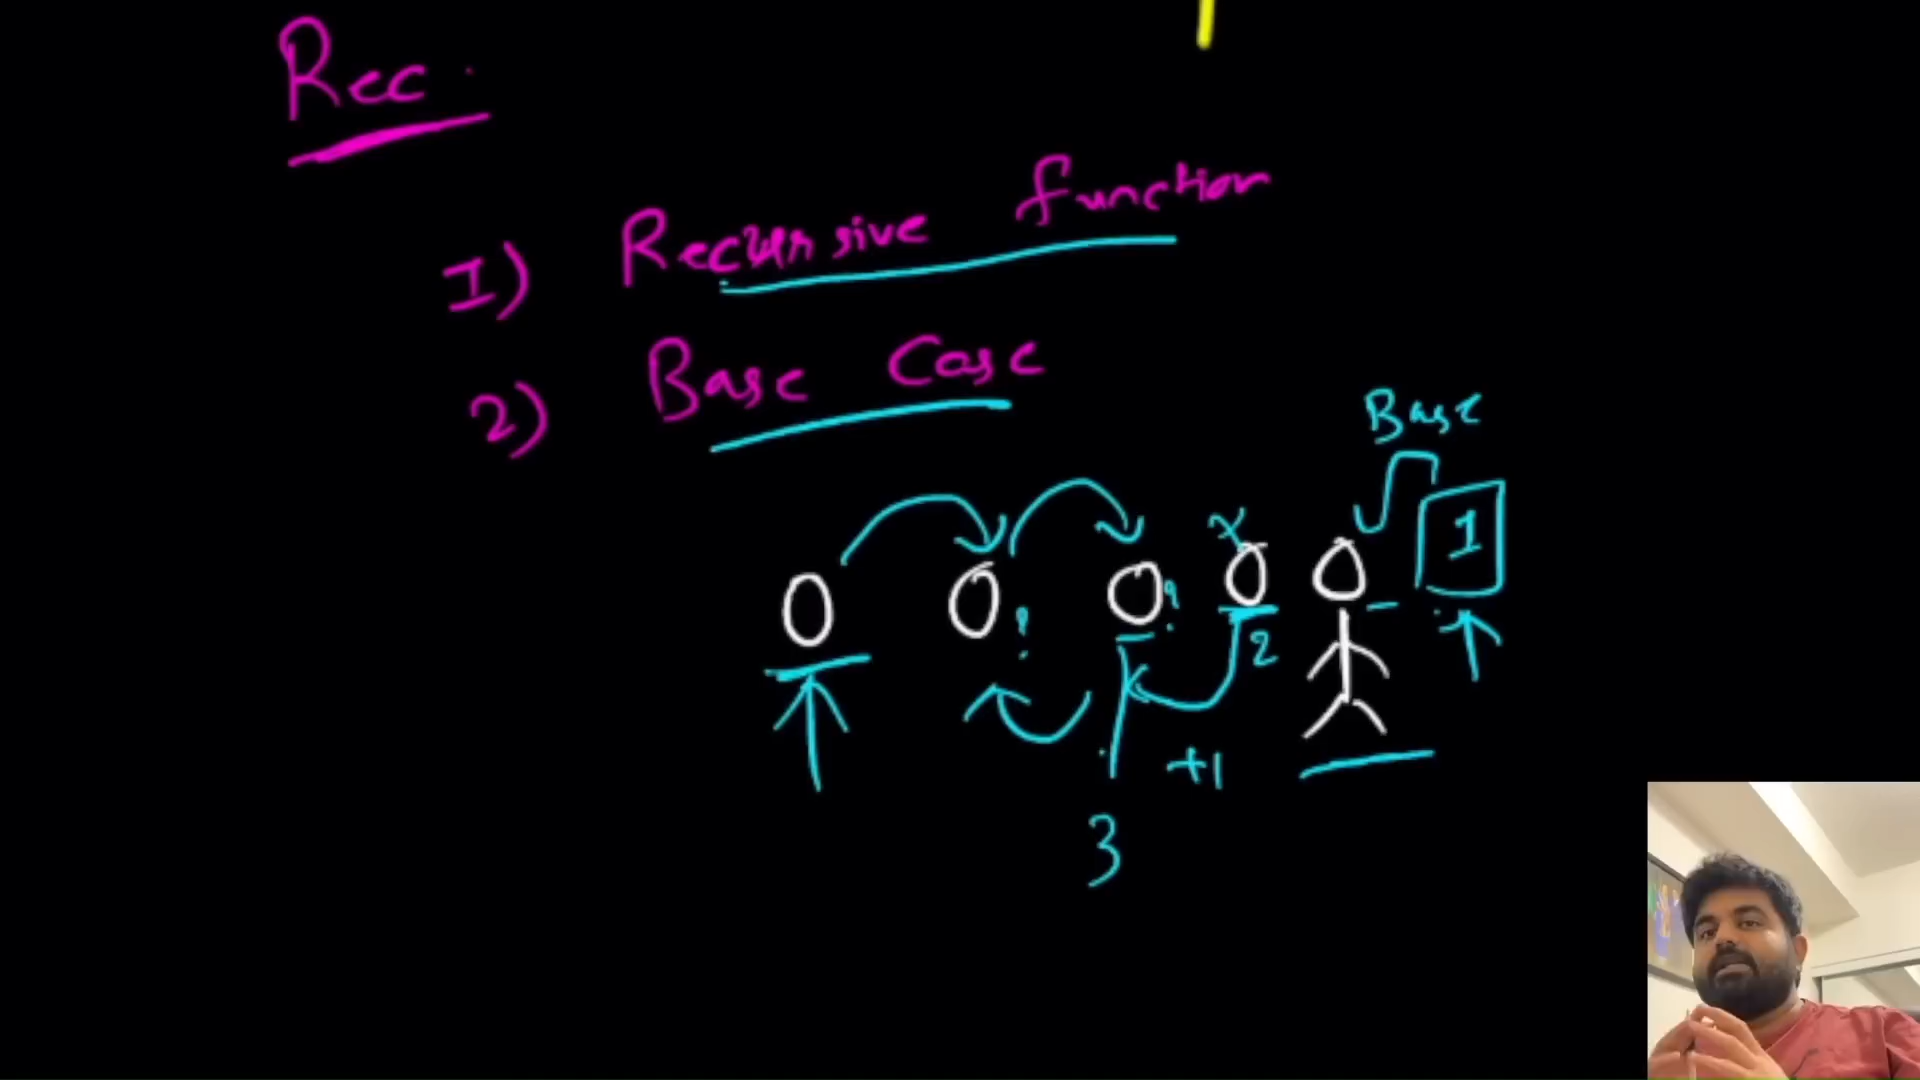 Rec.
1) Recursive function
2) Base Case
Base
1
? ?
2
+1
3